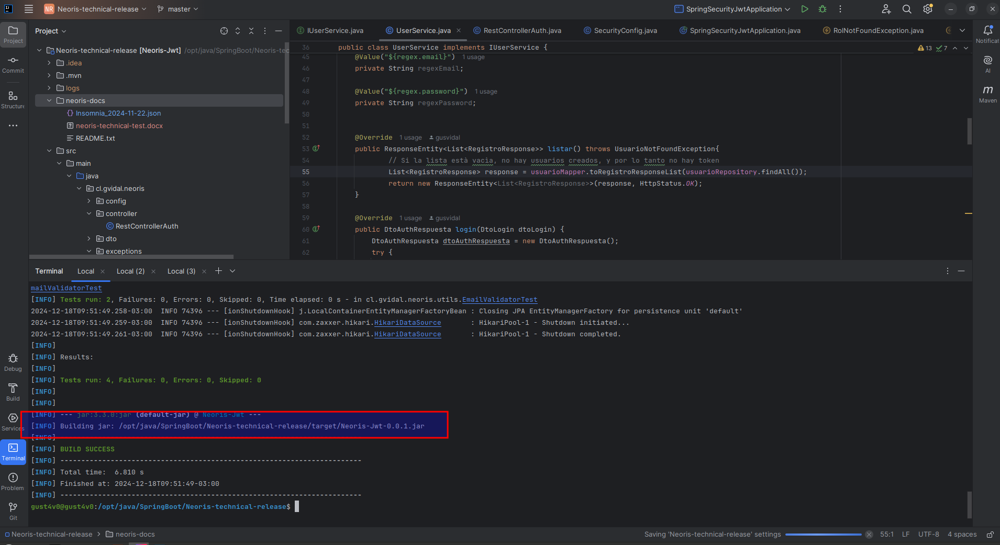 NR Neoris-technical-release master SpringSecurityJwtApplication
Project
Commit
Structure
Debug
Build
Services
Terminal
Problem
Git
Project
Neoris-technical-release [Neoris-Jwt] /opt/java/SpringBoot/Neoris-tec
.idea
.mvn
logs
neoris-docs
Insomnia_2024-11-22.json
neoris-technical-test.docx
README.txt
src
main
java
cl.gvidal.neoris
config
controller
RestControllerAuth
dto
exceptions
IUserService.java UserService.java RestControllerAuth.java SecurityConfig.java SpringSecurityJwtApplication.java RolNotFoundException.java
36 public class UserService implements IUserService { 13 7
45 @Value("${regex.email}") 1 usage
46 private String regexEmail;
47
48 @Value("${regex.password}") 1 usage
49 private String regexPassword;
50
51
52 @Override 1 usage gusvidal
53 public ResponseEntity<List<RegistroResponse>> listar() throws UsuarioNotFoundException{
54 // Si la lista està vacìa, no hay usuarios creados, y por lo tanto no hay token
55 List<RegistroResponse> response = usuarioMapper.toRegistroResponseList(usuarioRepository.findAll());
56 return new ResponseEntity<List<RegistroResponse>>(response, HttpStatus.OK);
57 }
58
59 @Override 1 usage gusvidal
60 public DtoAuthRespuesta login(DtoLogin dtoLogin) {
61 DtoAuthRespuesta dtoAuthRespuesta = new DtoAuthRespuesta();
62 try {
Notificat
AI
m
Maven
Terminal Local Local (2) Local (3)
mailValidatorTest
[INFO] Tests run: 2, Failures: 0, Errors: 0, Skipped: 0, Time elapsed: 0 s - in cl.gvidal.neoris.utils.EmailValidatorTest
2024-12-18T09:51:49.258-03:00  INFO 74396 --- [ionShutdownHook] j.LocalContainerEntityManagerFactoryBean : Closing JPA EntityManagerFactory for persistence unit 'default'
2024-12-18T09:51:49.259-03:00  INFO 74396 --- [ionShutdownHook] com.zaxxer.hikari.HikariDataSource       : HikariPool-1 - Shutdown initiated...
2024-12-18T09:51:49.261-03:00  INFO 74396 --- [ionShutdownHook] com.zaxxer.hikari.HikariDataSource       : HikariPool-1 - Shutdown completed.
[INFO]
[INFO] Results:
[INFO]
[INFO] Tests run: 4, Failures: 0, Errors: 0, Skipped: 0
[INFO]
[INFO]
[INFO] --- jar:3.3.0:jar (default-jar) @ Neoris-Jwt ---
[INFO] Building jar: /opt/java/SpringBoot/Neoris-technical-release/target/Neoris-Jwt-0.0.1.jar
[INFO]
[INFO] BUILD SUCCESS
[INFO] ------------------------------------------------------------------------
[INFO] Total time:  6.810 s
[INFO] Finished at: 2024-12-18T09:51:49-03:00
[INFO] ------------------------------------------------------------------------
gust4v0@gust4v0:/opt/java/SpringBoot/Neoris-technical-release$
Neoris-technical-release > neoris-docs Saving 'Neoris-technical-release' settings 55:1 LF UTF-8 4 spaces